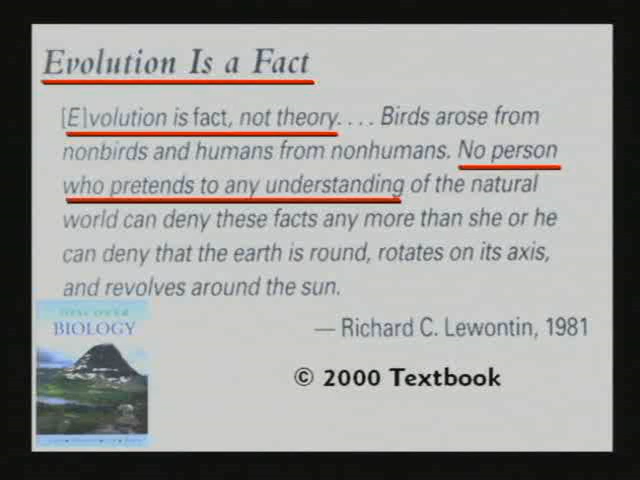 Evolution Is a Fact
[E]volution is fact, not theory. . . . Birds arose from
nonbirds and humans from nonhumans. No person
who pretends to any understanding of the natural
world can deny these facts any more than she or he
can deny that the earth is round, rotates on its axis,
and revolves around the sun.
— Richard C. Lewontin, 1981
DISCOVER
BIOLOGY
© 2000 Textbook